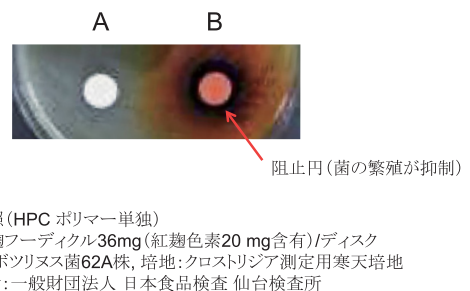 A B
阻止円(菌の繁殖が抑制)
照(HPC ポリマー単独)
麹フーディクル36mg(紅麹色素20 mg含有)/ディスク
ボツリヌス菌62A株, 培地:クロストリジア測定用寒天培地
:一般財団法人 日本食品検査 仙台検査所